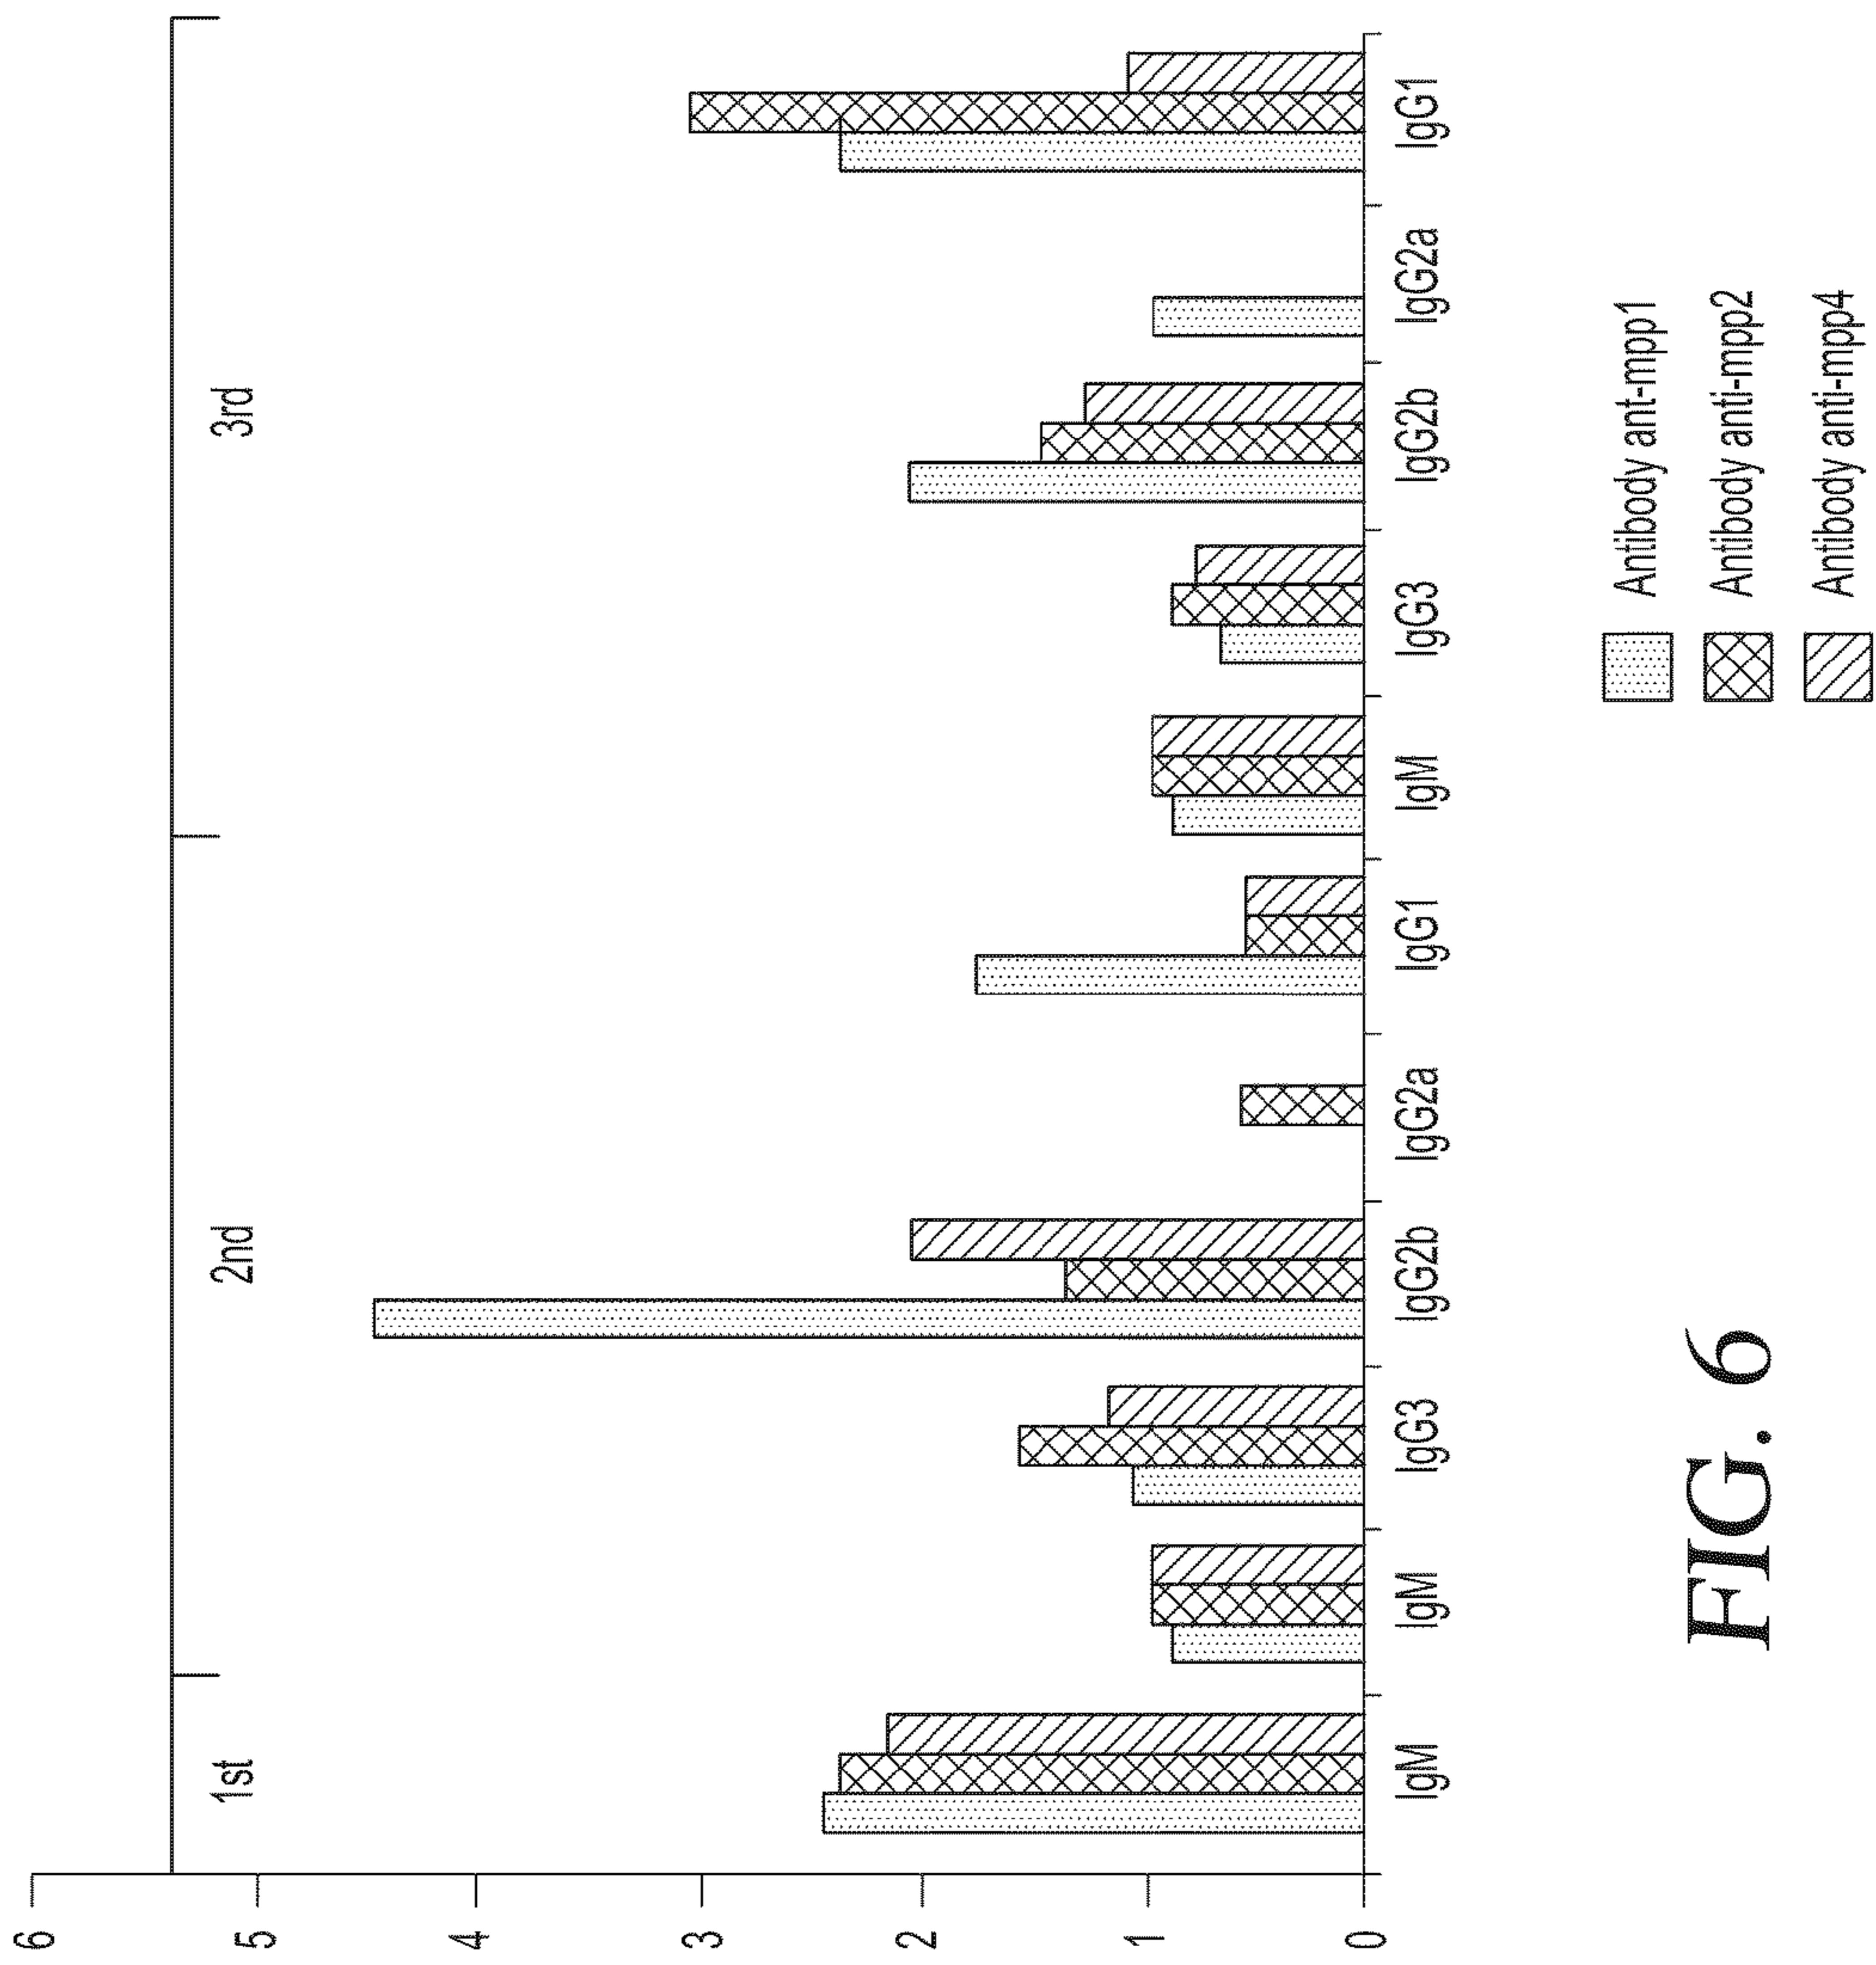 1st
2nd
3rd
6
5
4
3
2
1
0
IgM
IgM
IgG3
IgG2b
IgG2a
IgG1
IgM
IgG3
IgG2b
IgG2a
IgG1
Antibody ant-mpp1
Antibody anti-mpp2
Antibody anti-mpp4
FIG. 6